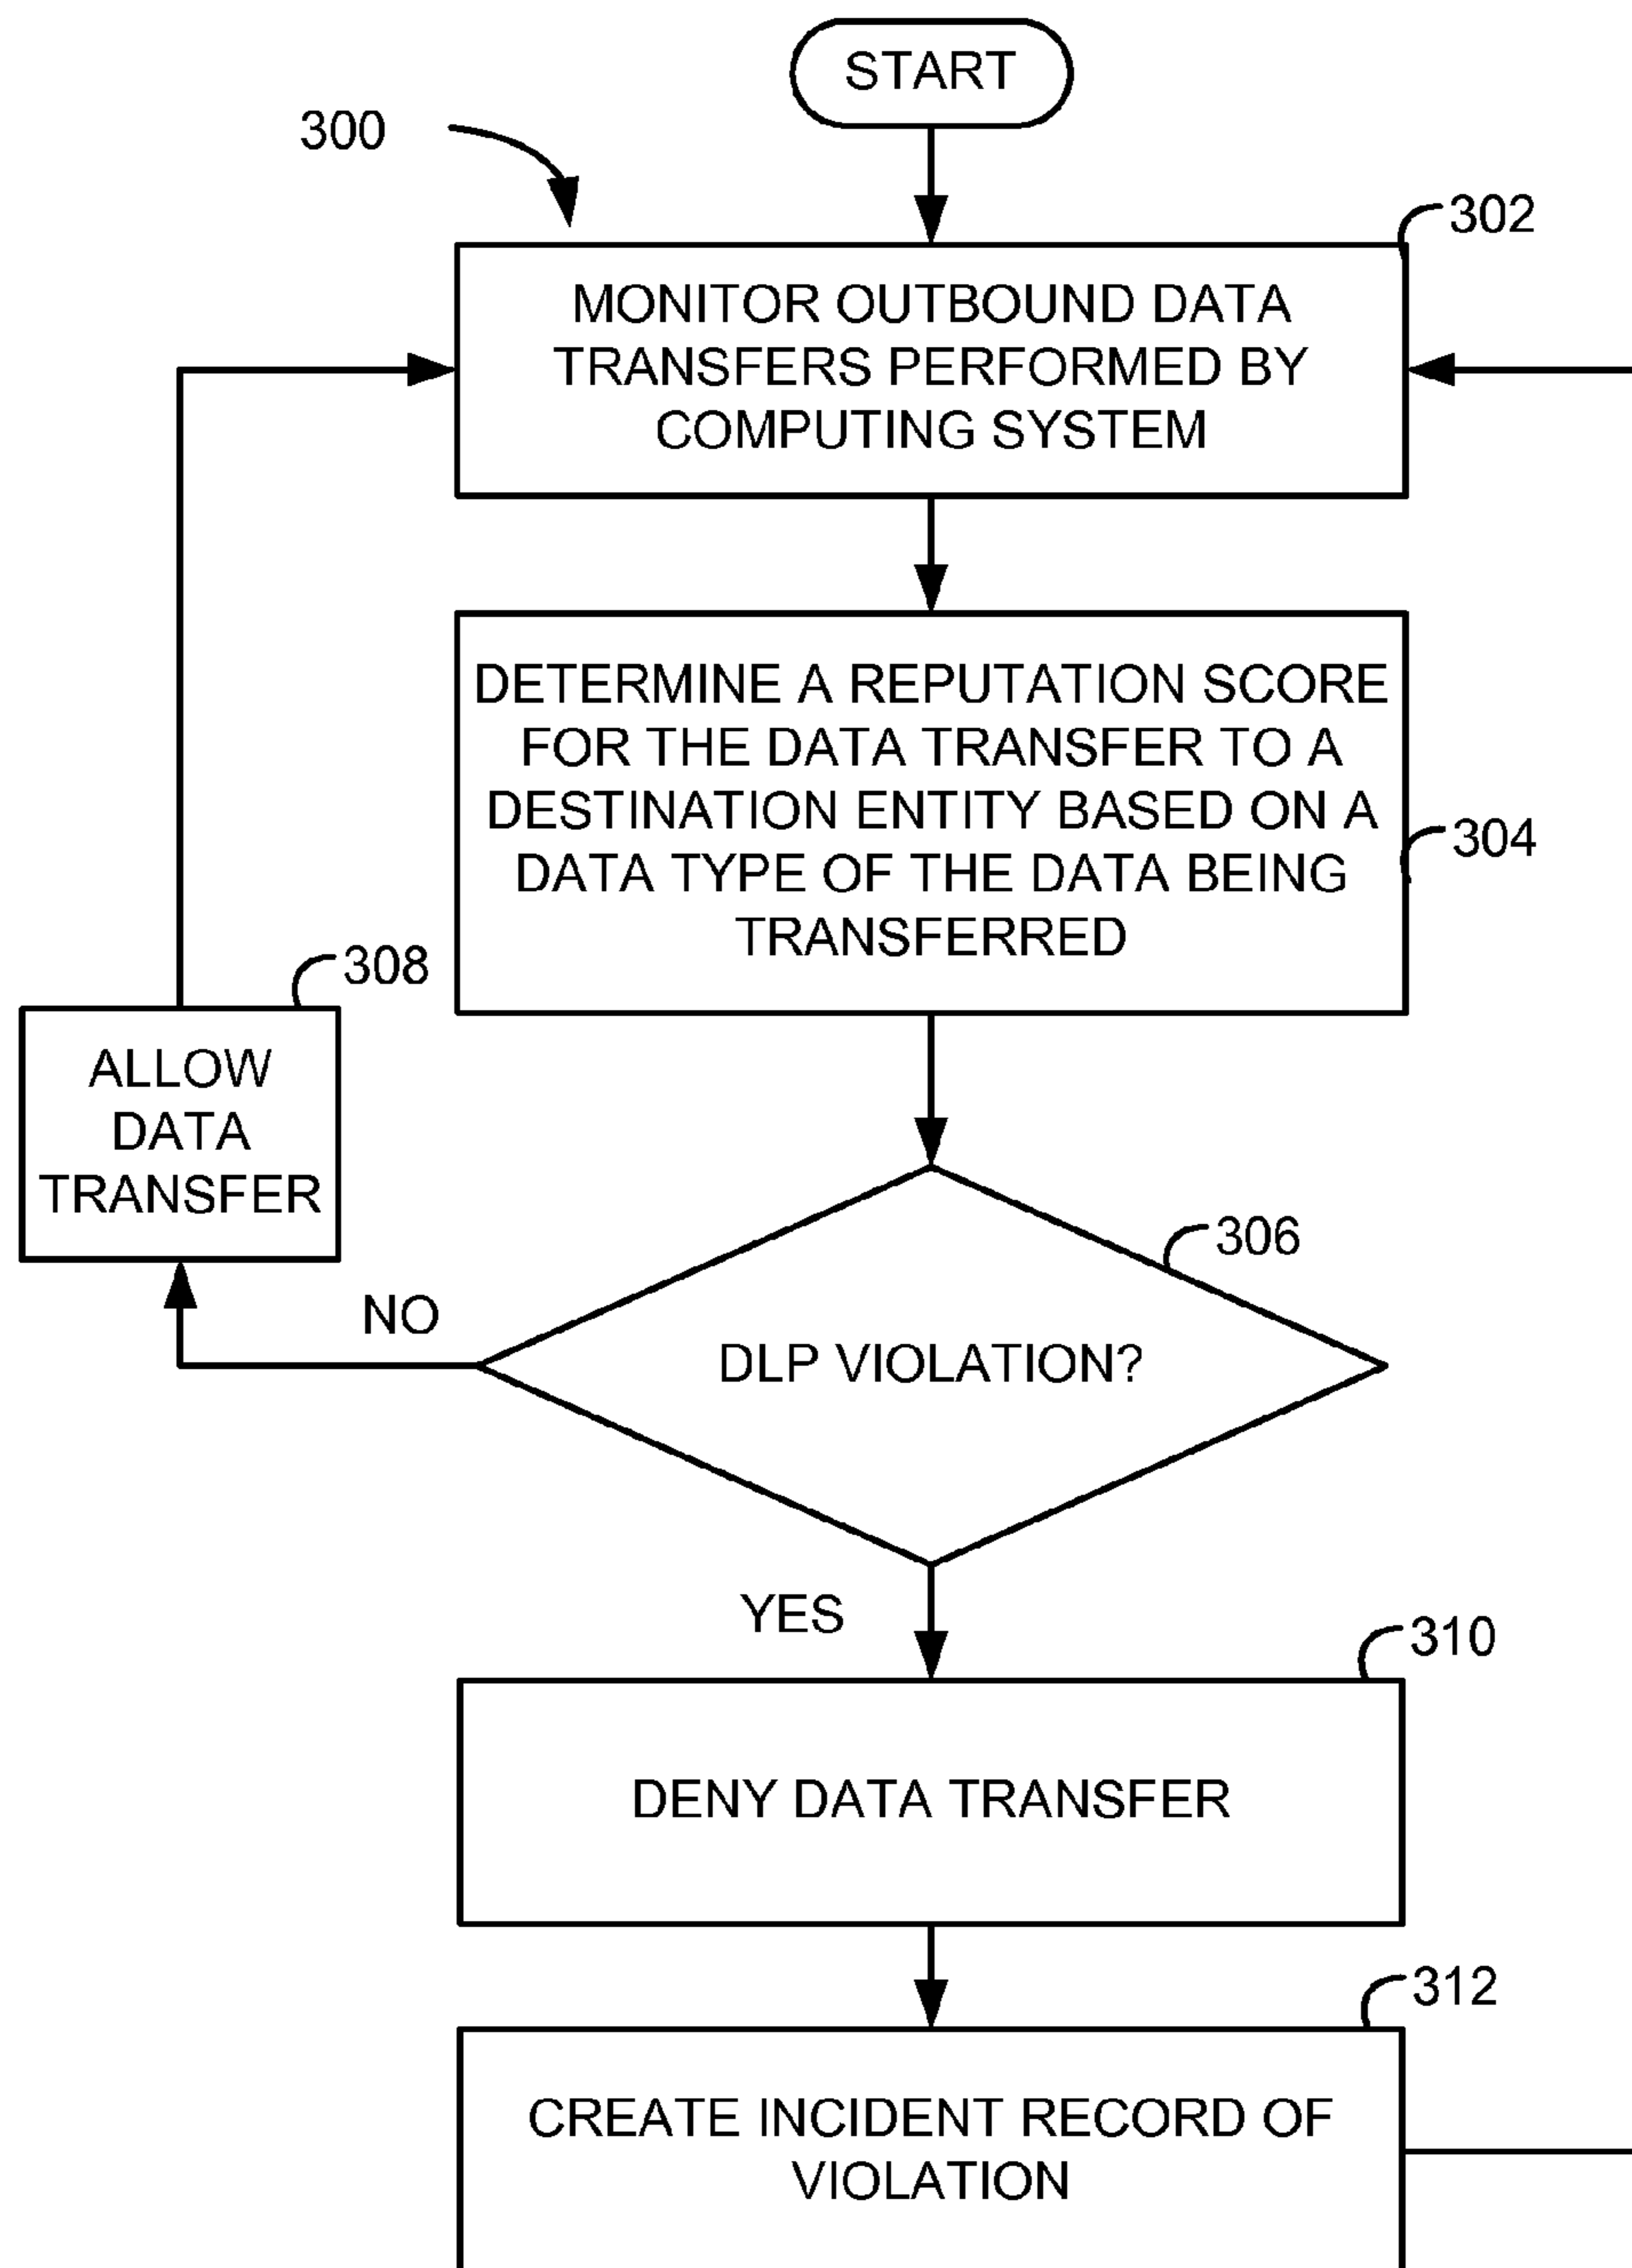 START
300
302
MONITOR OUTBOUND DATA
TRANSFERS PERFORMED BY
COMPUTING SYSTEM
DETERMINE A REPUTATION SCORE
FOR THE DATA TRANSFER TO A
DESTINATION ENTITY BASED ON A
DATA TYPE OF THE DATA BEING
TRANSFERRED
304
308
ALLOW
DATA
TRANSFER
306
NO
DLP VIOLATION?
YES
310
DENY DATA TRANSFER
312
CREATE INCIDENT RECORD OF
VIOLATION